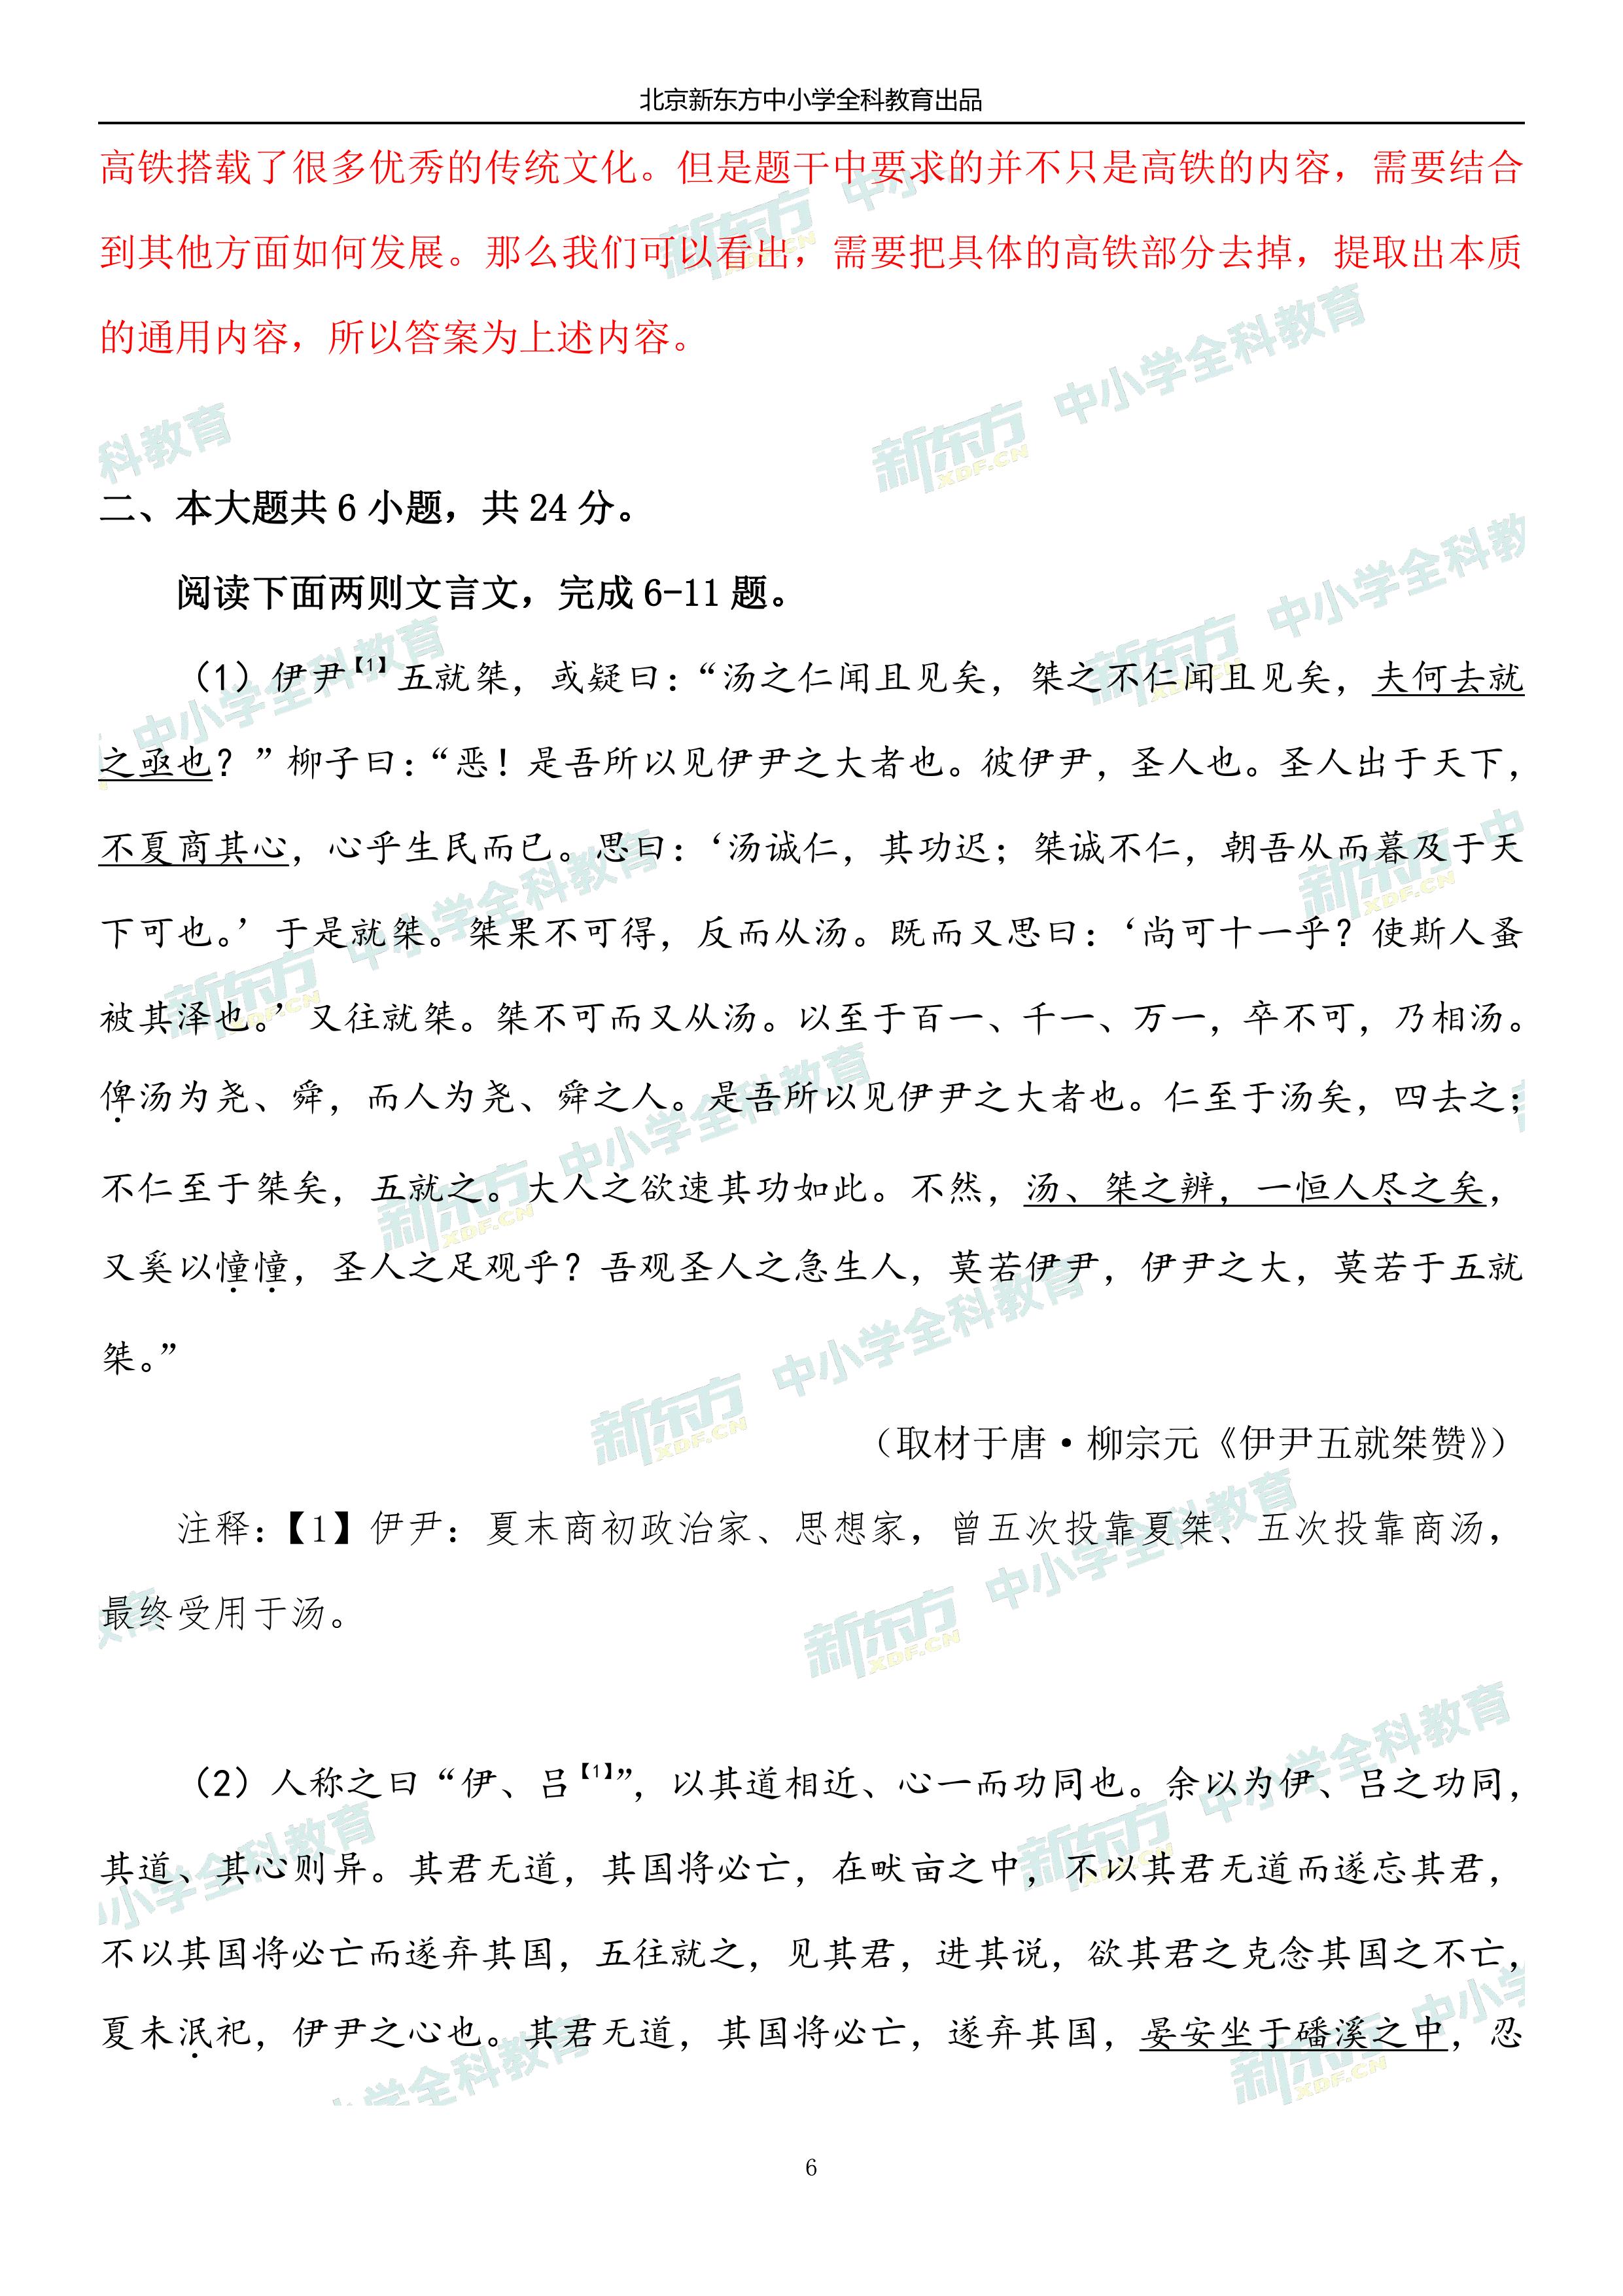 北京新东方中小学全科教育出品
高铁搭载了很多优秀的传统文化。但是题干中要求的并不只是高铁的内容，需要结合
到其他方面如何发展。那么我们可以看出，需要把具体的高铁部分去掉，提取出本质
的通用内容，所以答案为上述内容。
二、本大题共 6 小题，共 24 分。
阅读下面两则文言文，完成 6-11 题。
（1）伊尹【1】五就桀，或疑曰：“汤之仁闻且见矣，桀之不仁闻且见矣，夫何去就
之亟也？”柳子曰：“恶！是吾所以见伊尹之大者也。彼伊尹，圣人也。圣人出于天下，
不夏商其心，心乎生民而已。思曰：‘汤诚仁，其功迟；桀诚不仁，朝吾从而暮及于天
下可也。’于是就桀。桀果不可得，反而从汤。既而又思曰：‘尚可十一乎？使斯人蚤
被其泽也。’又往就桀。桀不可而又从汤。以至于百一、千一、万一，卒不可，乃相汤。
俾汤为尧、舜，而人为尧、舜之人。是吾所以见伊尹之大者也。仁至于汤矣，四去之；
不仁至于桀矣，五就之。大人之欲速其功如此。不然，汤、桀之辨，一恒人尽之矣，
又奚以憧憧，圣人之足观乎？吾观圣人之急生人，莫若伊尹，伊尹之大，莫若于五就
桀。”
（取材于唐·柳宗元《伊尹五就桀赞》）
注释：【1】伊尹：夏末商初政治家、思想家，曾五次投靠夏桀、五次投靠商汤，
最终受用于汤。
（2）人称之曰“伊、吕【1】”，以其道相近、心一而功同也。余以为伊、吕之功同，
其道、其心则异。其君无道，其国将必亡，在畎亩之中，不以其君无道而遂忘其君，
不以其国将必亡而遂弃其国，五往就之，见其君，进其说，欲其君之克念其国之不亡，
夏未泯祀，伊尹之心也。其君无道，其国将必亡，遂弃其国，晏安坐于磻溪之中，忍
6